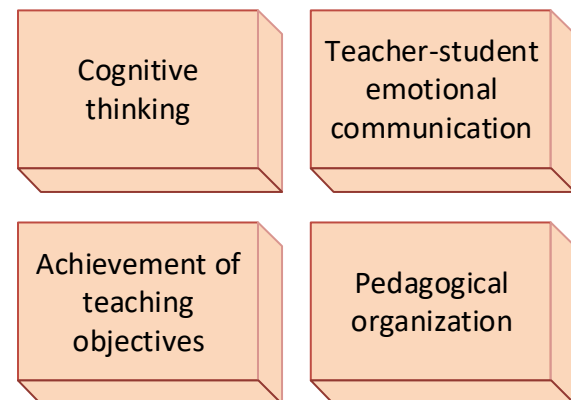 Cognitive
thinking
Teacher-student
emotional
communication
Achievement of
teaching
objectives
Pedagogical
organization